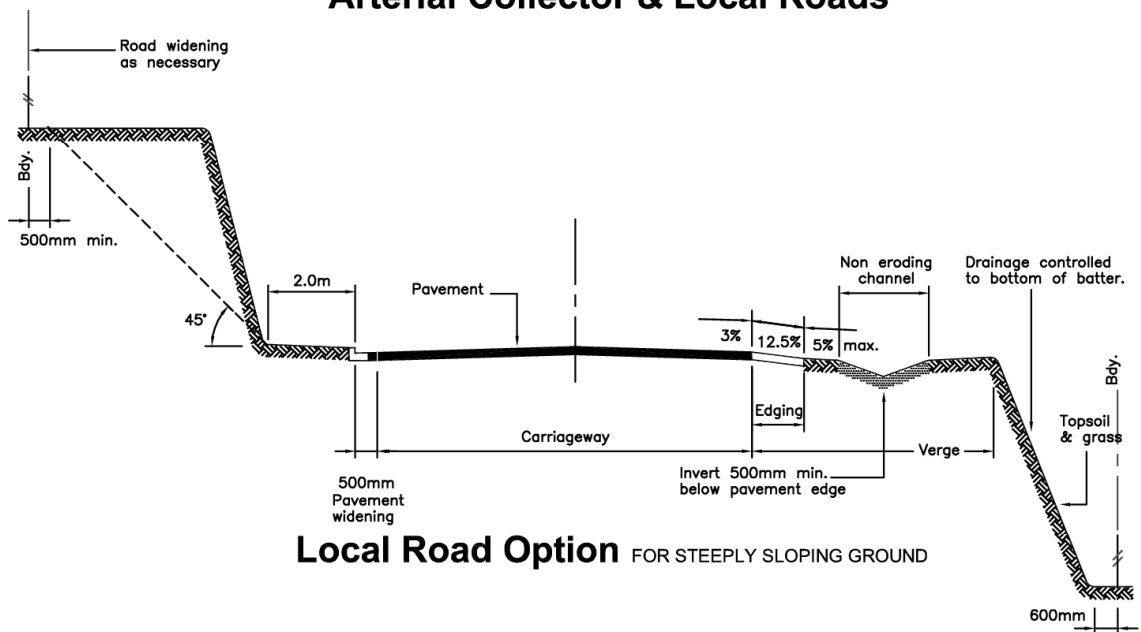 Arterial Collector & Local Roads
Road widening
as necessary
Bdy.
500mm min.
45°
2.0m
Pavement
3%
12.5%
5% max.
Non eroding
channel
Drainage controlled
to bottom of batter.
Bdy.
Edging
Topsoil
& grass
Carriageway
Verge
Invert 500mm min.
below pavement edge
500mm
Pavement
widening
Local Road Option FOR STEEPLY SLOPING GROUND
600mm